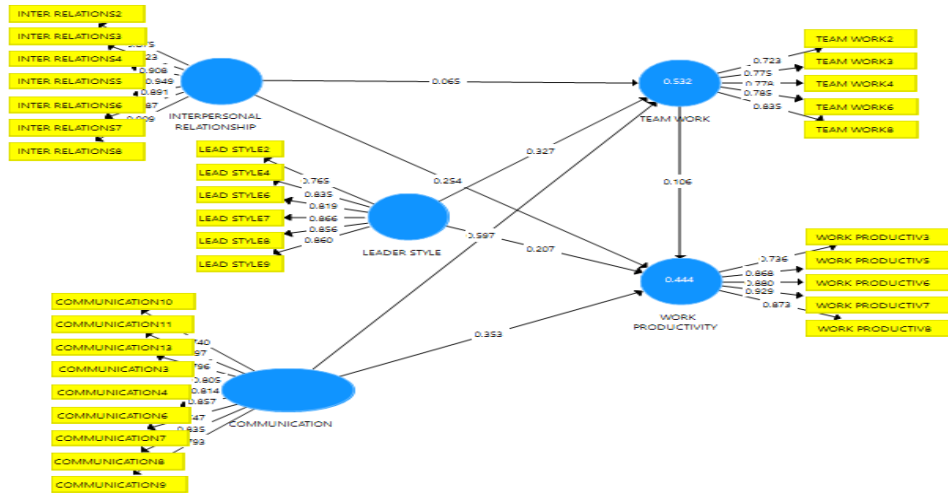 INTER RELATIONS2
INTER RELATIONS3
INTER RELATIONS4
INTER RELATIONS5
INTER RELATIONS6
INTER RELATIONS7
INTER RELATIONS8
0.908
0.949
0.891
INTERPERSONAL
RELATIONSHIP
0.065
0.254
LEAD STYLE2
LEAD STYLE4
LEAD STYLE6
LEAD STYLE7
LEAD STYLE8
LEAD STYLE9
0.765
0.835
0.819
0.866
0.856
0.860
LEADER STYLE
0.327
0.207
COMMUNICATION10
COMMUNICATION11
COMMUNICATION13
COMMUNICATION3
COMMUNICATION4
COMMUNICATION6
COMMUNICATION7
COMMUNICATION8
COMMUNICATION9
0.805
0.814
0.857
0.835
COMMUNICATION
0.597
0.353
0.532
TEAM WORK
0.723
0.775
0.778
0.785
0.835
TEAM WORK2
TEAM WORK3
TEAM WORK4
TEAM WORK6
TEAM WORK8
0.106
0.444
WORK
PRODUCTIVITY
0.736
0.868
0.880
0.929
0.873
WORK PRODUCTIV3
WORK PRODUCTIV5
WORK PRODUCTIV6
WORK PRODUCTIV7
WORK PRODUCTIV8